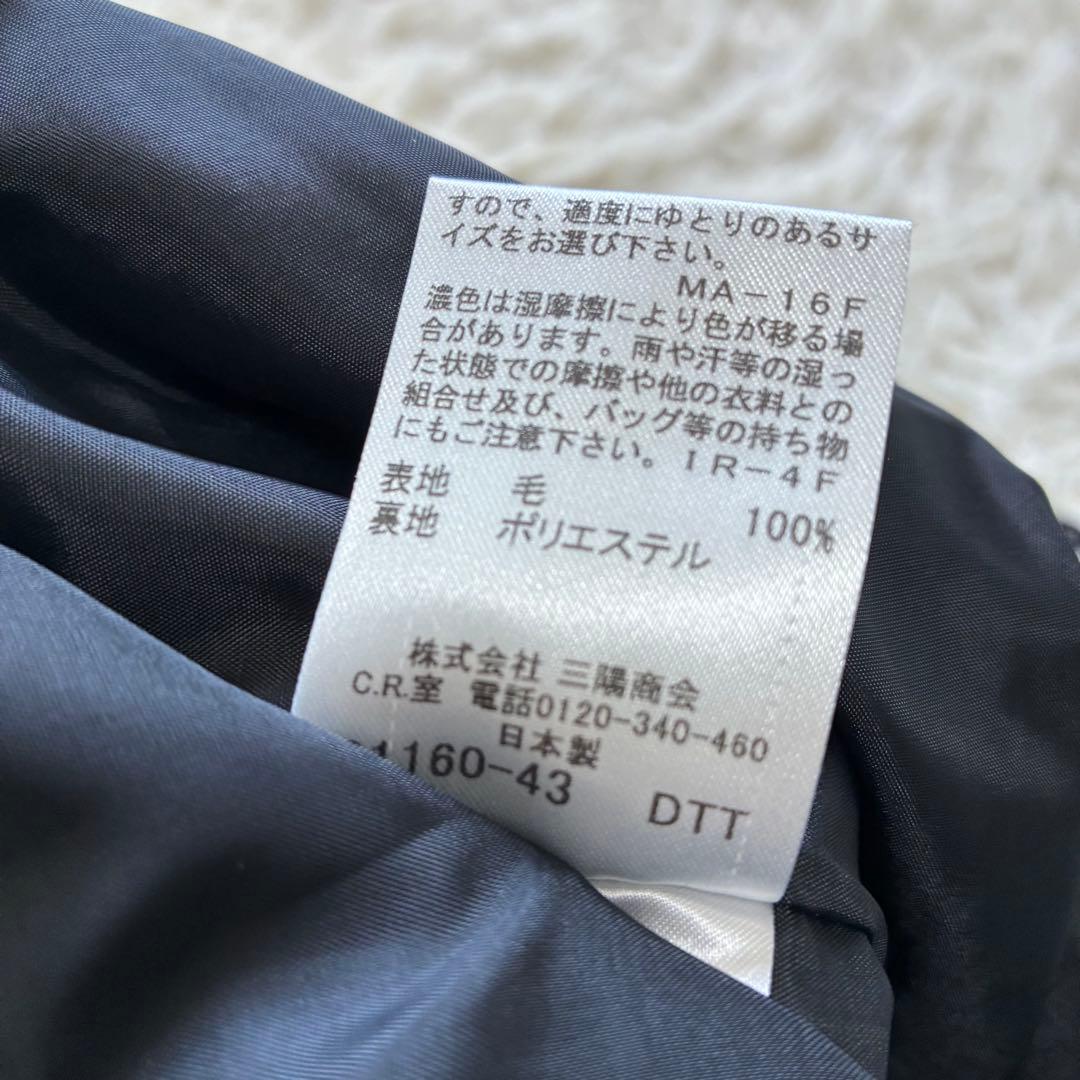 すので、適度にゆとりのあるサ
イズをお選び下さい。
MA-16F
濃色は湿摩擦により色が移る場
合があります。雨や汗等の湿っ
た状態での摩擦や他の衣料との
組合せ及び、バッグ等の持ち物
にもご注意下さい。IR-4F
表地 毛 100%
裏地 ポリエステル
株式会社 三陽商会
C.R.室 電話0120-340-460
日本製
1160-43 DTT